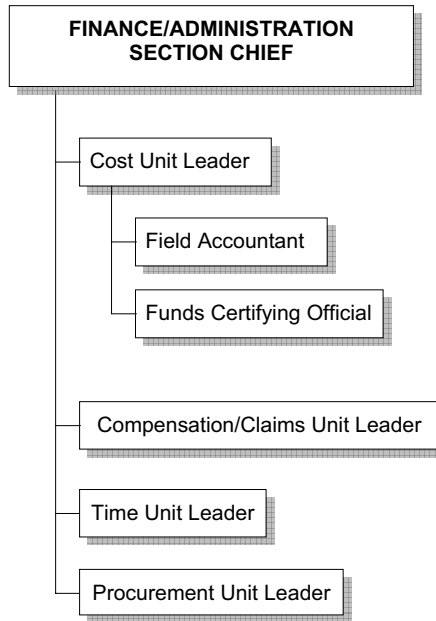 FINANCE/ADMINISTRATION
SECTION CHIEF
Cost Unit Leader
Field Accountant
Funds Certifying Official
Compensation/Claims Unit Leader
Time Unit Leader
Procurement Unit Leader